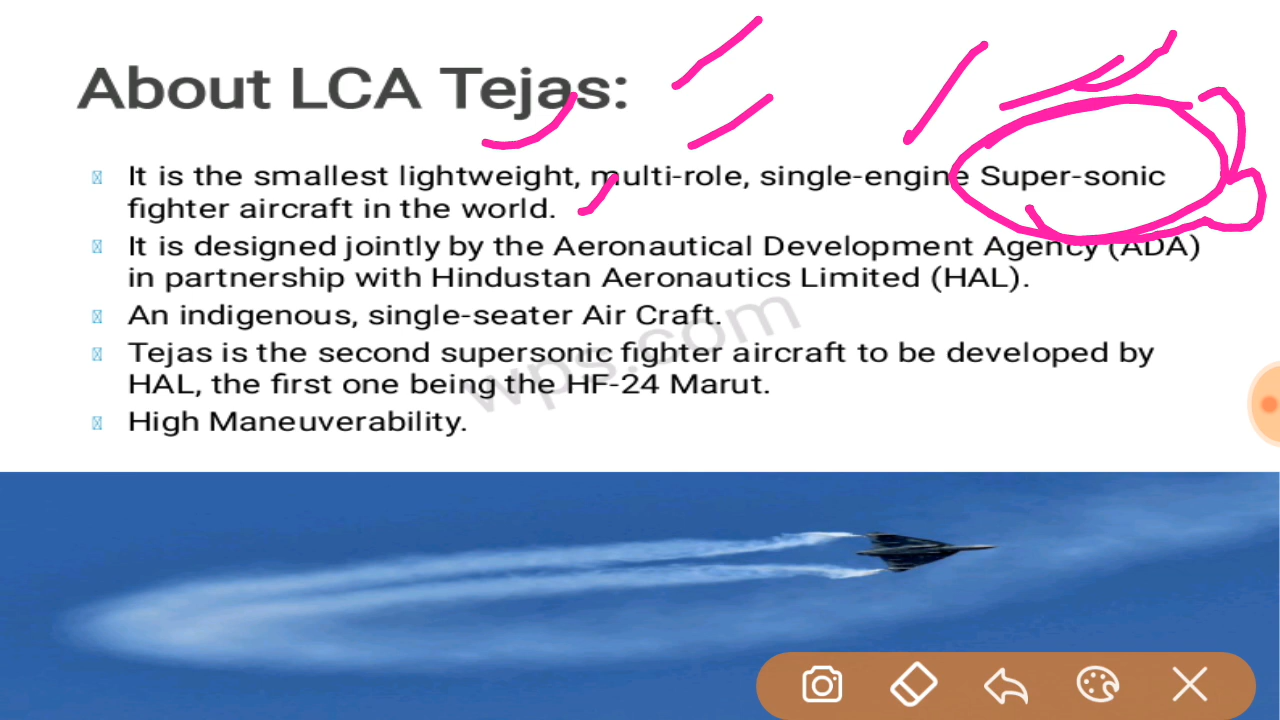 About LCA Tejas:
It is the smallest lightweight, multi-role, single-engine Super-sonic
fighter aircraft in the world.
It is designed jointly by the Aeronautical Development Agency (ADA)
in partnership with Hindustan Aeronautics Limited (HAL).
An indigenous, single-seater Air Craft.
Tejas is the second supersonic fighter aircraft to be developed by
HAL, the first one being the HF-24 Marut.
High Maneuverability.
wps.com